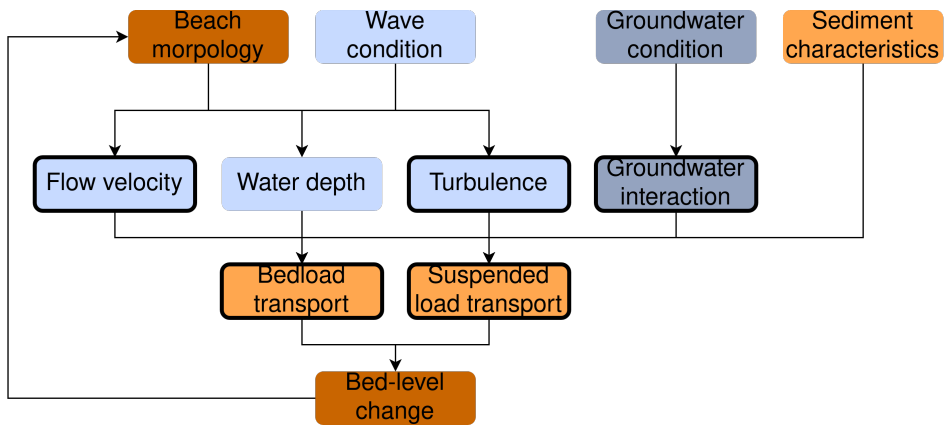 Beach
morpology
Wave
condition
Groundwater
condition
Sediment
characteristics
Flow velocity
Water depth
Turbulence
Groundwater
interaction
Bedload
transport
Suspended
load transport
Bed-level
change